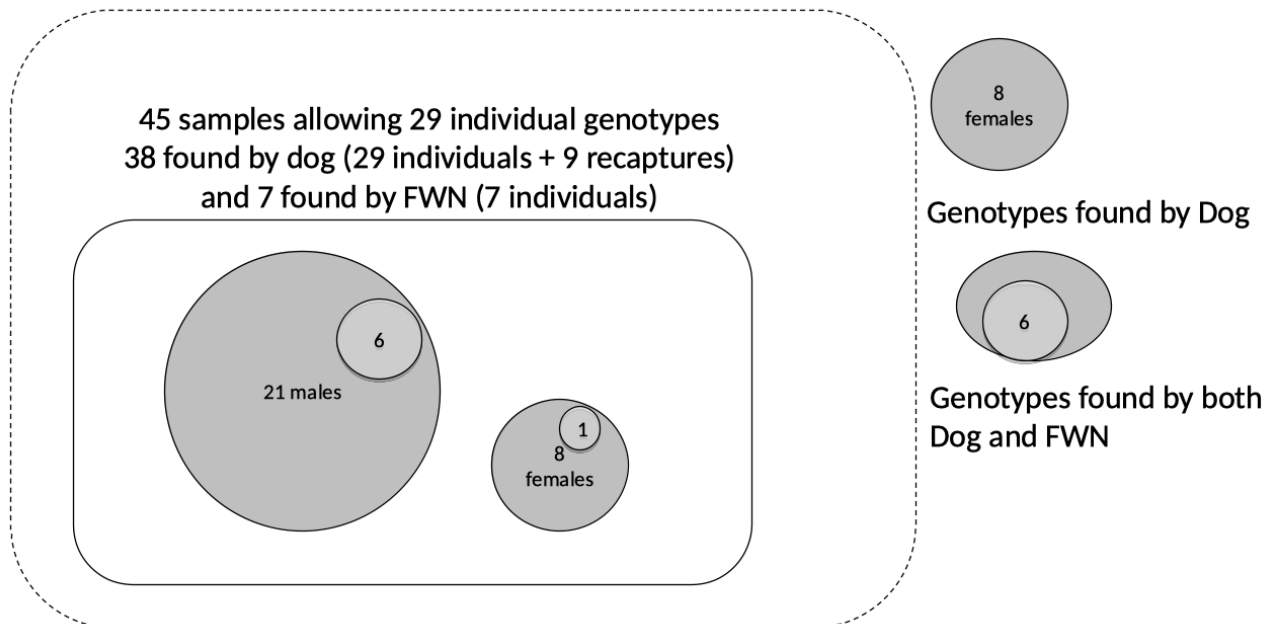 45 samples allowing 29 individual genotypes
38 found by dog (29 individuals + 9 recaptures)
and 7 found by FWN (7 individuals)
6
21 males
1
8
females
8
females
Genotypes found by Dog
6
Genotypes found by both
Dog and FWN